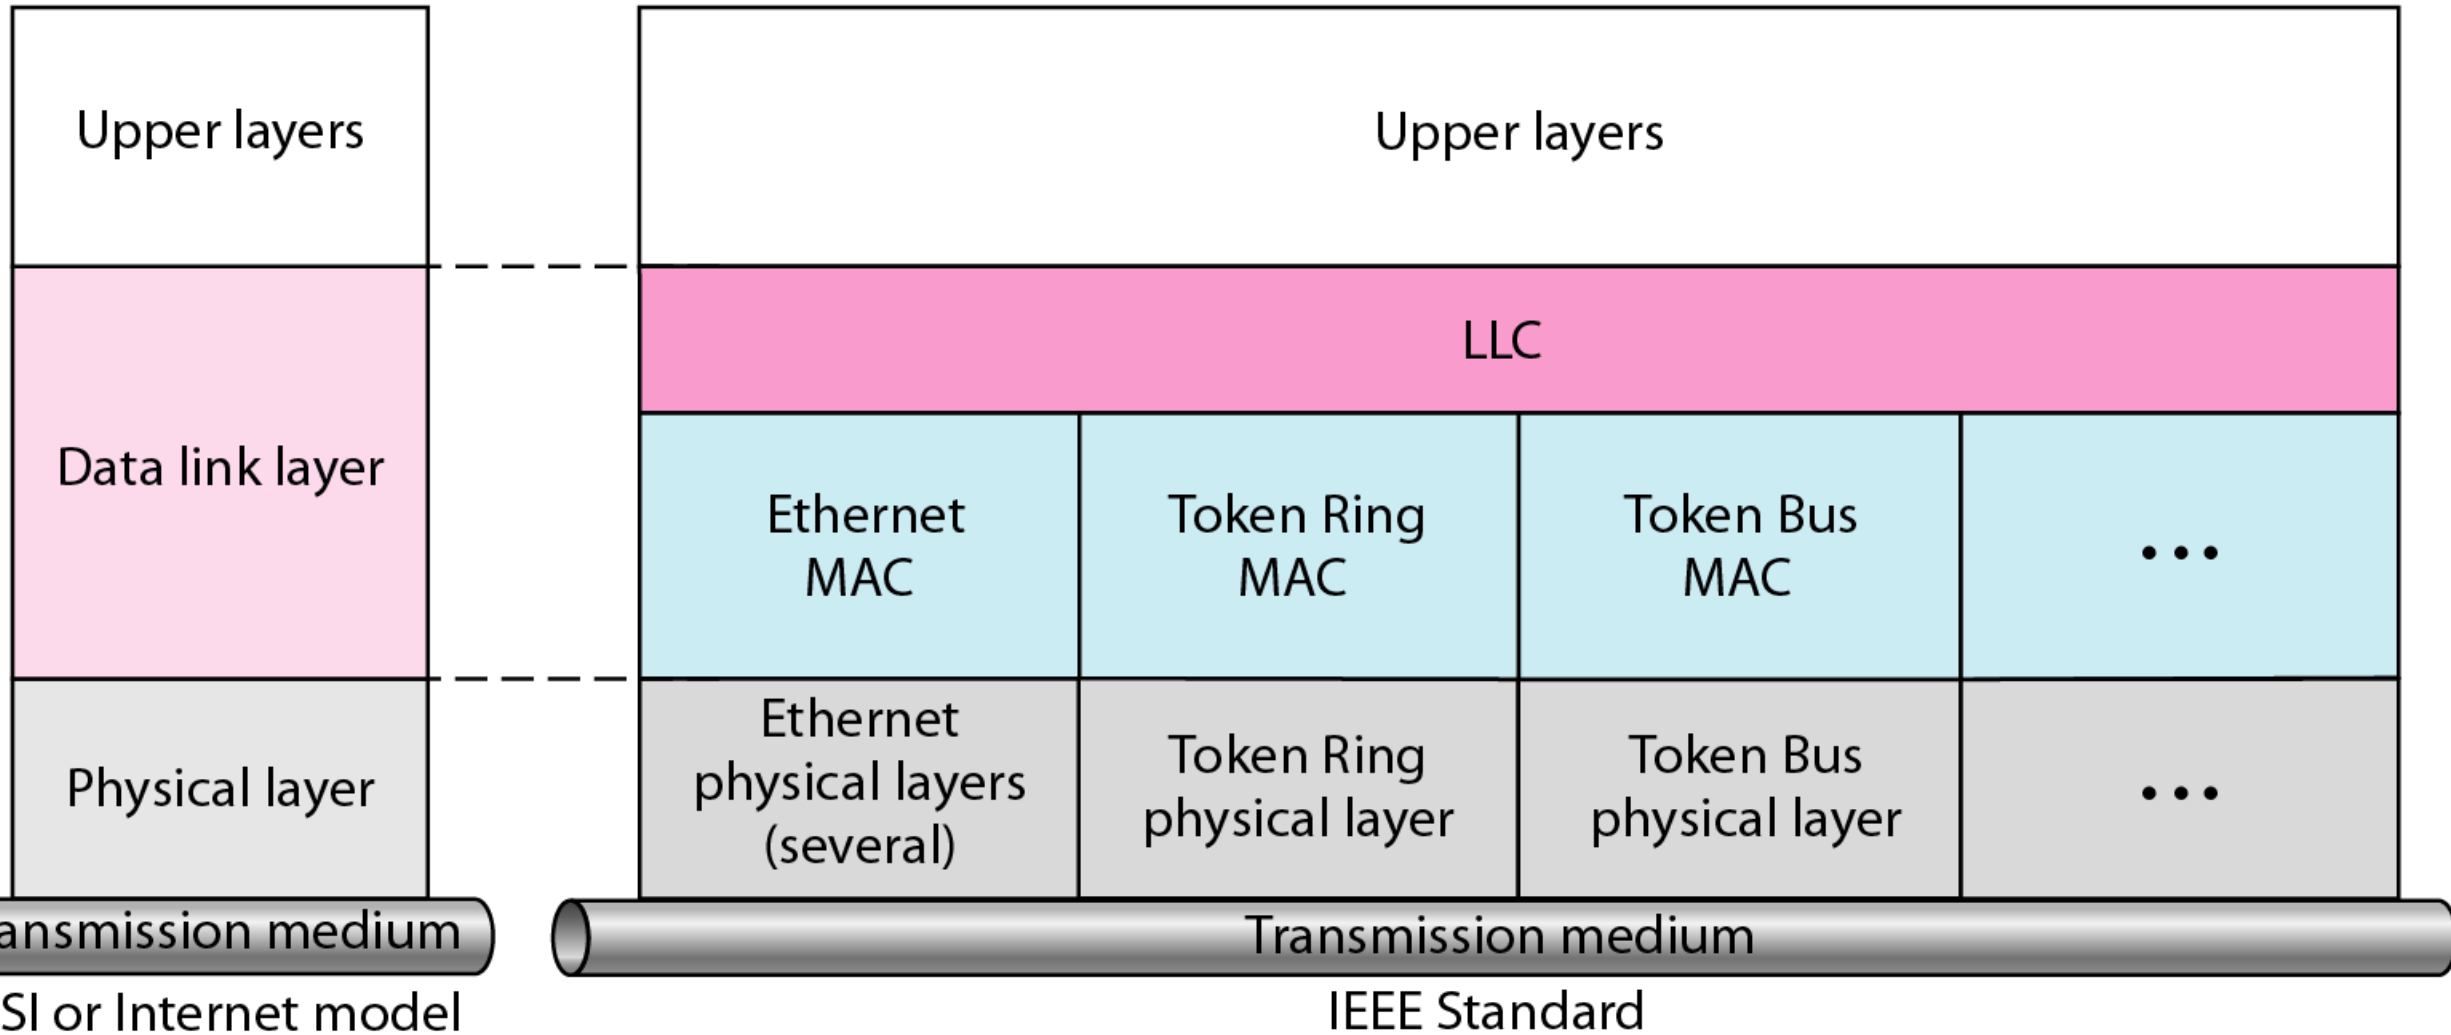 Upper layers
Data link layer
Physical layer
ansmission medium
SI or Internet model
Upper layers
LLC
Ethernet
MAC
Token Ring
MAC
Token Bus
MAC
...
Ethernet
physical layers
(several)
Token Ring
physical layer
Token Bus
physical layer
...
Transmission medium
IEEE Standard